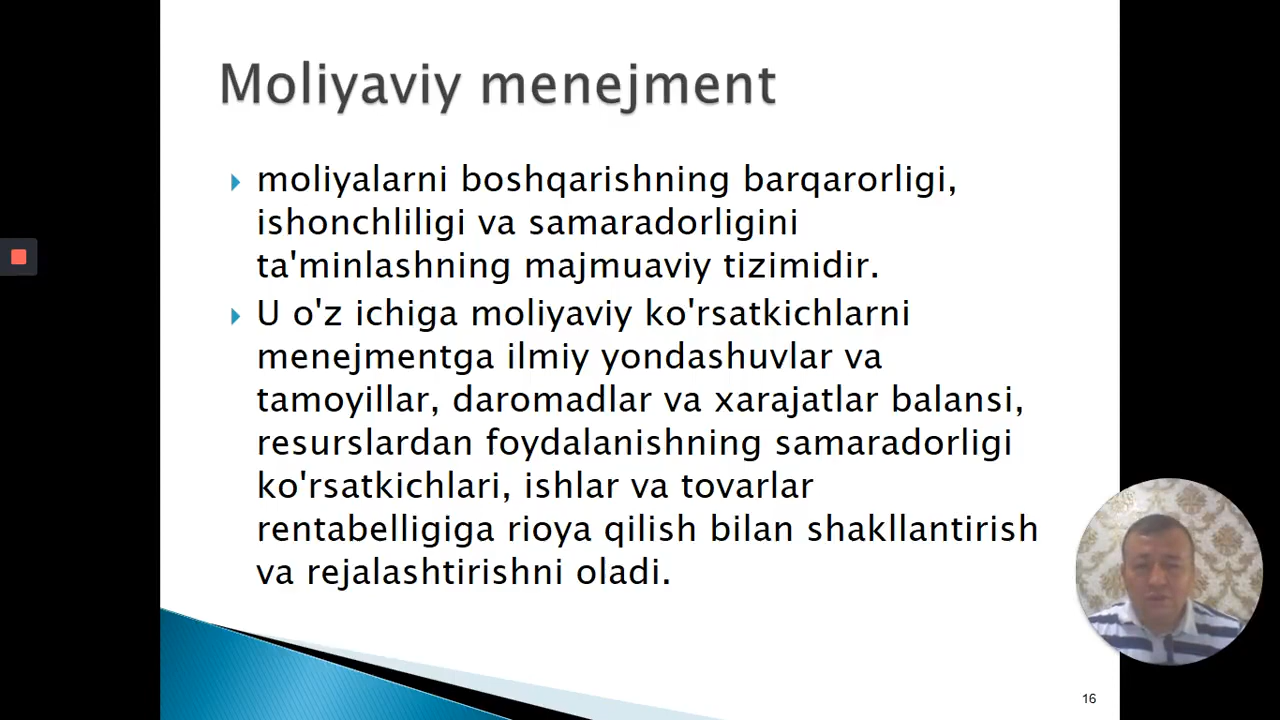 Moliyaviy menejment
moliyalarni boshqarishning barqarorligi,
ishonchliligi va samaradorligini
ta'minlashning majmuaviy tizimidir.
U o'z ichiga moliyaviy ko'rsatkichlarni
menejmentga ilmiy yondashuvlar va
tamoyillar, daromadlar va xarajatlar balansi,
resurslardan foydalanishning samaradorligi
ko'rsatkichlari, ishlar va tovarlar
rentabelligiga rioya qilish bilan shakllantirish
va rejalashtirishni oladi.
16